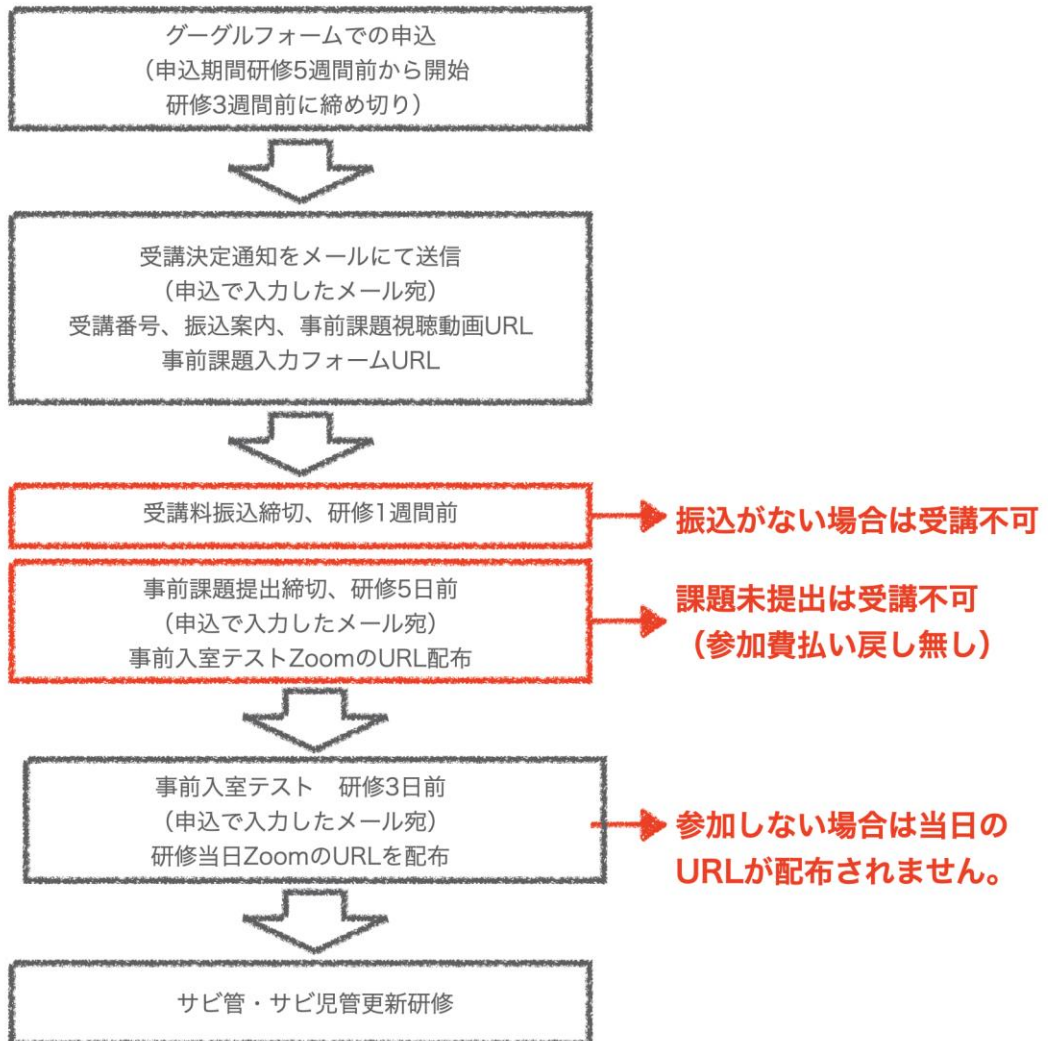 グーグルフォームでの申込
（申込期間研修5週間前から開始
研修3週間前に締め切り）
受講決定通知をメールにて送信
（申込で入力したメール宛）
受講番号、振込案内、事前課題視聴動画URL
事前課題入力フォームURL
受講料振込締切、研修1週間前
振込がない場合は受講不可
事前課題提出締切、研修5日前
（申込で入力したメール宛）
事前入室テストZoomのURL配布
課題未提出は受講不可
（参加費払い戻し無し）
事前入室テスト　研修3日前
（申込で入力したメール宛）
研修当日ZoomのURLを配布
参加しない場合は当日の
URLが配布されません。
サビ管・サビ児管更新研修